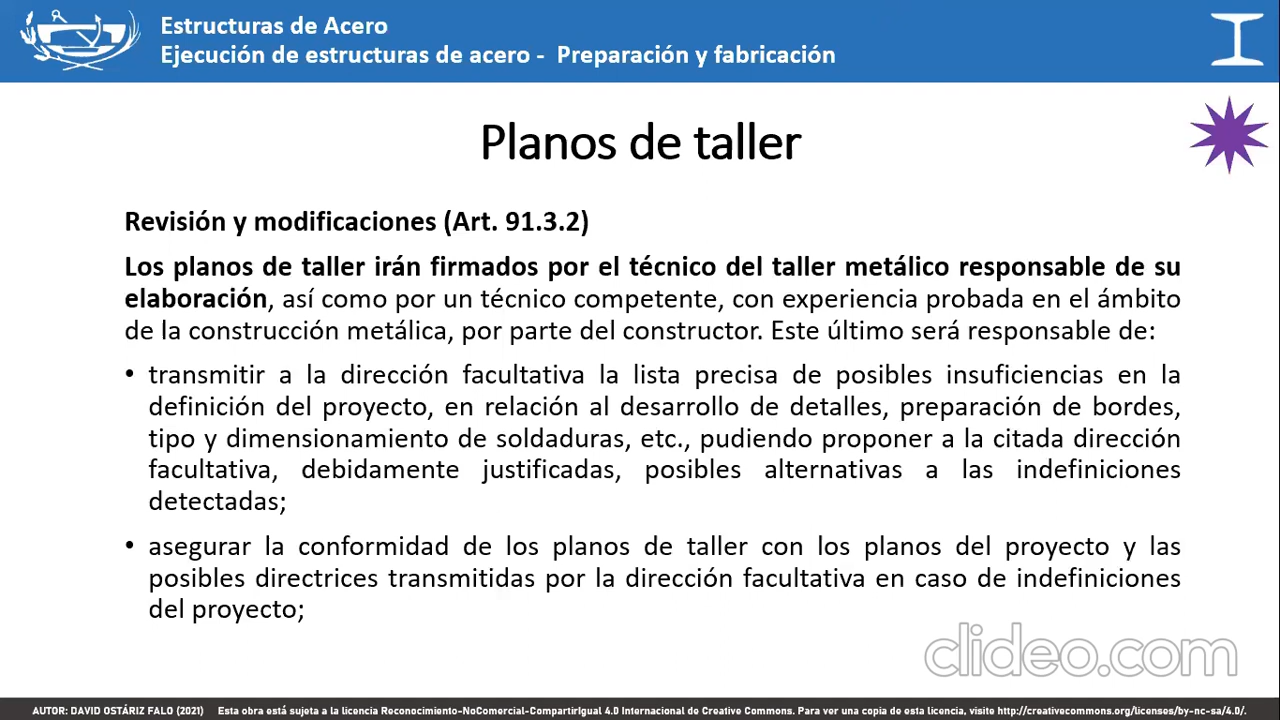 Estructuras de Acero
Ejecución de estructuras de acero - Preparación y fabricación
Planos de taller
Revisión y modificaciones (Art. 91.3.2)
Los planos de taller irán firmados por el técnico del taller metálico responsable de su
elaboración, así como por un técnico competente, con experiencia probada en el ámbito
de la construcción metálica, por parte del constructor. Este último será responsable de:
• transmitir a la dirección facultativa la lista precisa de posibles insuficiencias en la
definición del proyecto, en relación al desarrollo de detalles, preparación de bordes,
tipo y dimensionamiento de soldaduras, etc., pudiendo proponer a la citada dirección
facultativa, debidamente justificadas, posibles alternativas a las indefiniciones
detectadas;
• asegurar la conformidad de los planos de taller con los planos del proyecto y las
posibles directrices transmitidas por la dirección facultativa en caso de indefiniciones
del proyecto;
clideo.com
AUTOR: DAVID OSTÁRIZ FALO (2021) Esta obra está sujeta a la licencia Reconocimiento-NoComercial-CompartirIgual 4.0 Internacional de Creative Commons. Para ver una copia de esta licencia, visite http://creativecommons.org/licenses/by-nc-sa/4.0/.